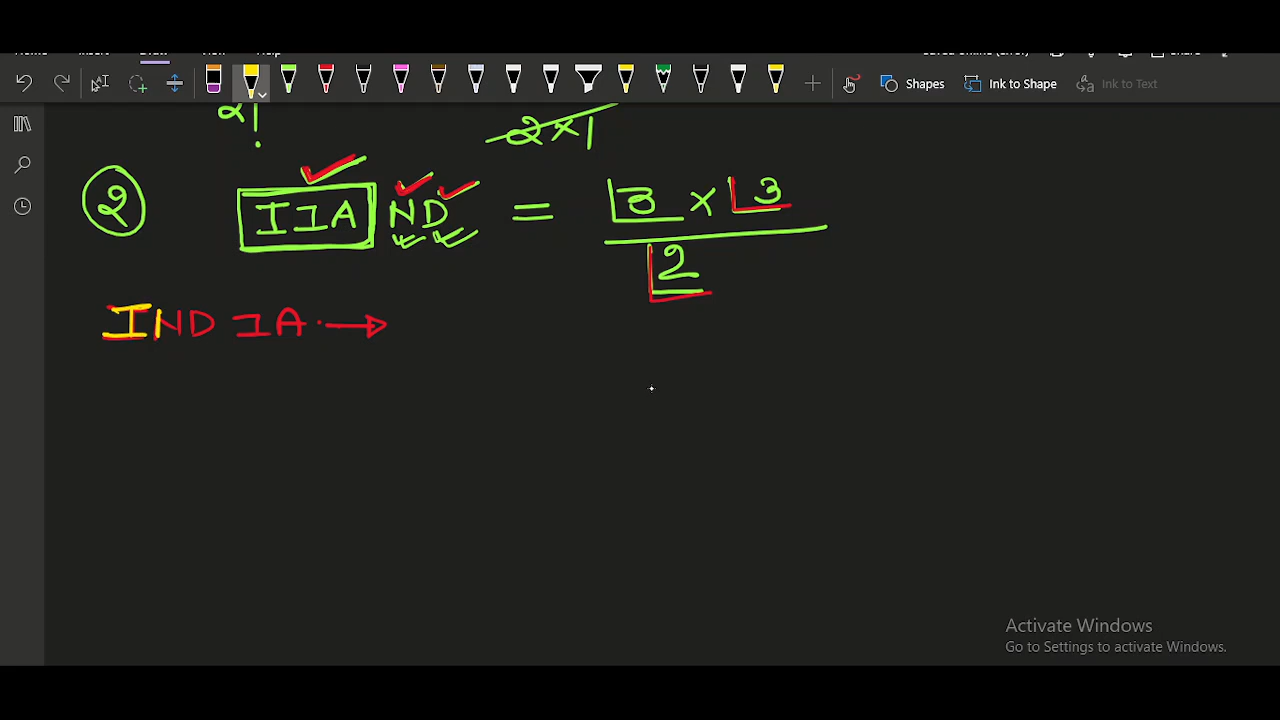 Shapes Ink to Shape Ink to Text
2!
2×1
② IIA ND = ⌊3 × ⌊3
⌊2
INDIA →
Activate Windows
Go to Settings to activate Windows.